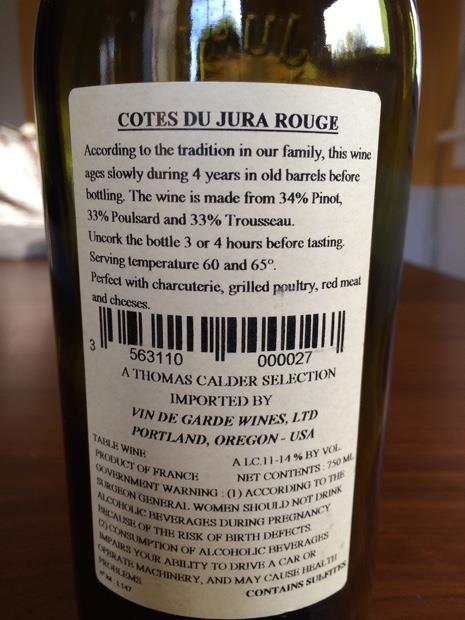 COTES DU JURA ROUGE
According to the tradition in our family, this wine
ages slowly during 4 years in old barrels before
bottling. The wine is made from 34% Pinot,
33% Poulsard and 33% Trousseau.
Uncork the bottle 3 or 4 hours before tasting.
Serving temperature 60 and 65°.
Perfect with charcuterie, grilled poultry, red meat
and cheeses.
3 563110 000027
A THOMAS CALDER SELECTION
IMPORTED BY
VIN DE GARDE WINES, LTD
PORTLAND, OREGON - USA
TABLE WINE A LC.11-14 % BY VOL
PRODUCT OF FRANCE NET CONTENTS : 750 ML
GOVERNMENT WARNING : (1) ACCORDING TO THE
SURGEON GENERAL WOMEN SHOULD NOT DRINK
ALCOHOLIC BEVERAGES DURING PREGNANCY
BECAUSE OF THE RISK OF BIRTH DEFECTS.
(2) CONSUMPTION OF ALCOHOLIC BEVERAGES
IMPAIRS YOUR ABILITY TO DRIVE A CAR OR
OPERATE MACHINERY, AND MAY CAUSE HEALTH
PROBLEMS.
CONTAINS SULFITES
L147